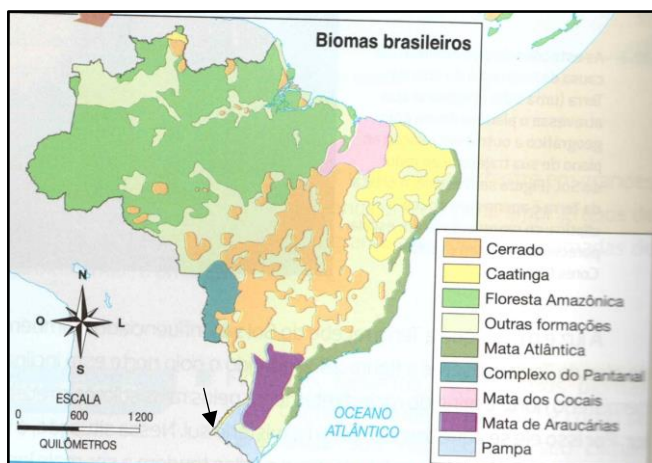 Biomas brasileiros
N
O
L
S
ESCALA
0 600 1200
QUILÔMETROS
OCEANO
ATLÂNTICO
Cerrado
Caatinga
Floresta Amazônica
Outras formações
Mata Atlântica
Complexo do Pantanal
Mata dos Cocais
Mata de Araucárias
Pampa